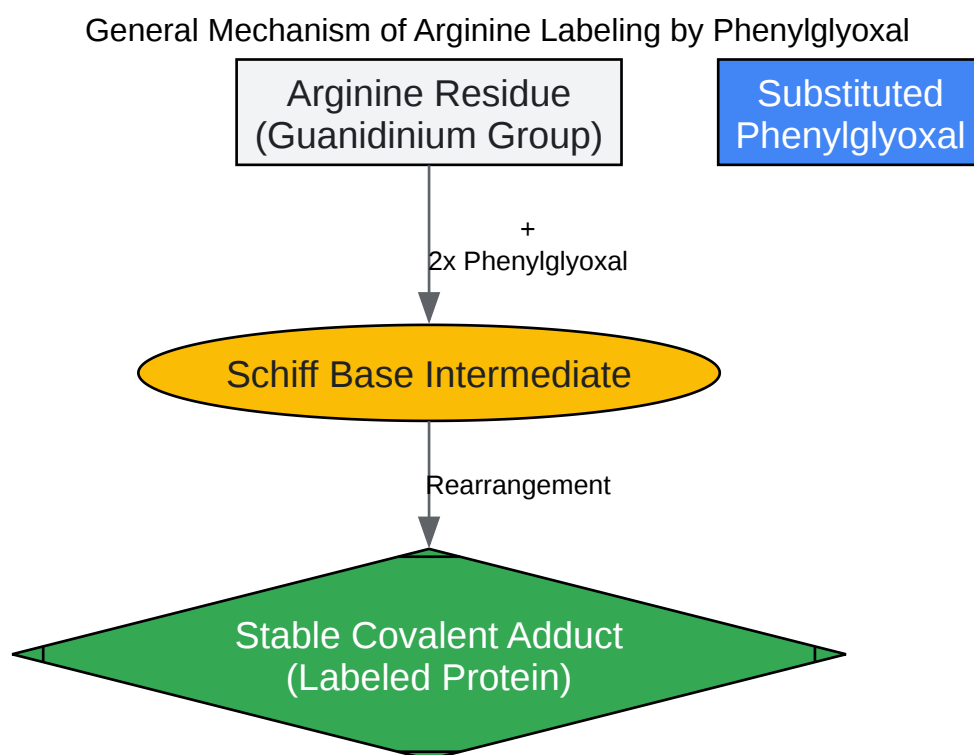 General Mechanism of Arginine Labeling by Phenylglyoxal
Arginine Residue
(Guanidinium Group)
Substituted
Phenylglyoxal
+
2x Phenylglyoxal
Schiff Base Intermediate
Rearrangement
Stable Covalent Adduct
(Labeled Protein)